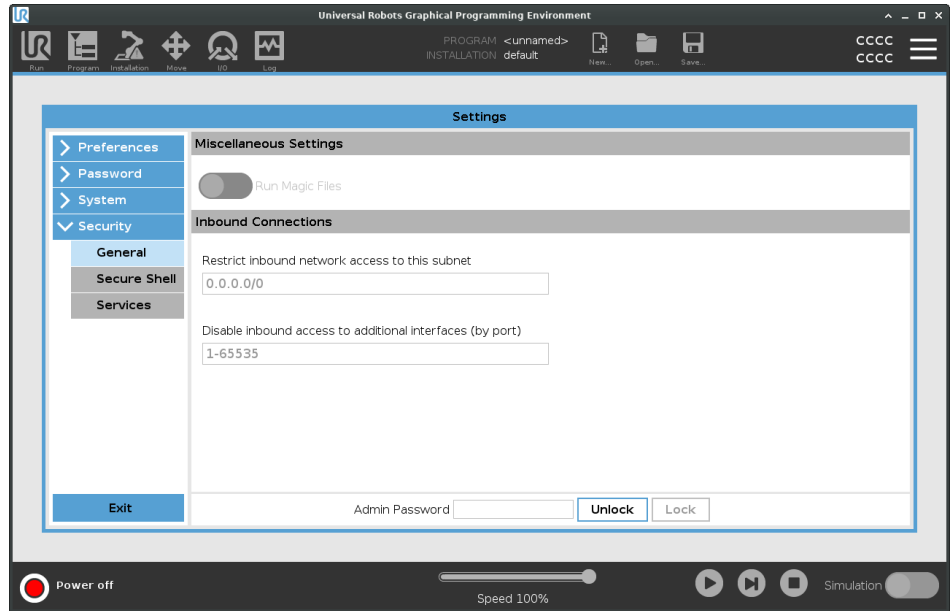 Universal Robots Graphical Programming Environment
UR
Run
Program
Installation
Move
I/O
Log
PROGRAM <unnamed>
INSTALLATION default
New...
Open...
Save...
CCCC
CCCC
Settings
Preferences
Password
System
Security
General
Secure Shell
Services
Exit
Miscellaneous Settings
Run Magic Files
Inbound Connections
Restrict inbound network access to this subnet
0.0.0.0/0
Disable inbound access to additional interfaces (by port)
1-65535
Admin Password
Unlock
Lock
Power off
Speed 100%
Simulation